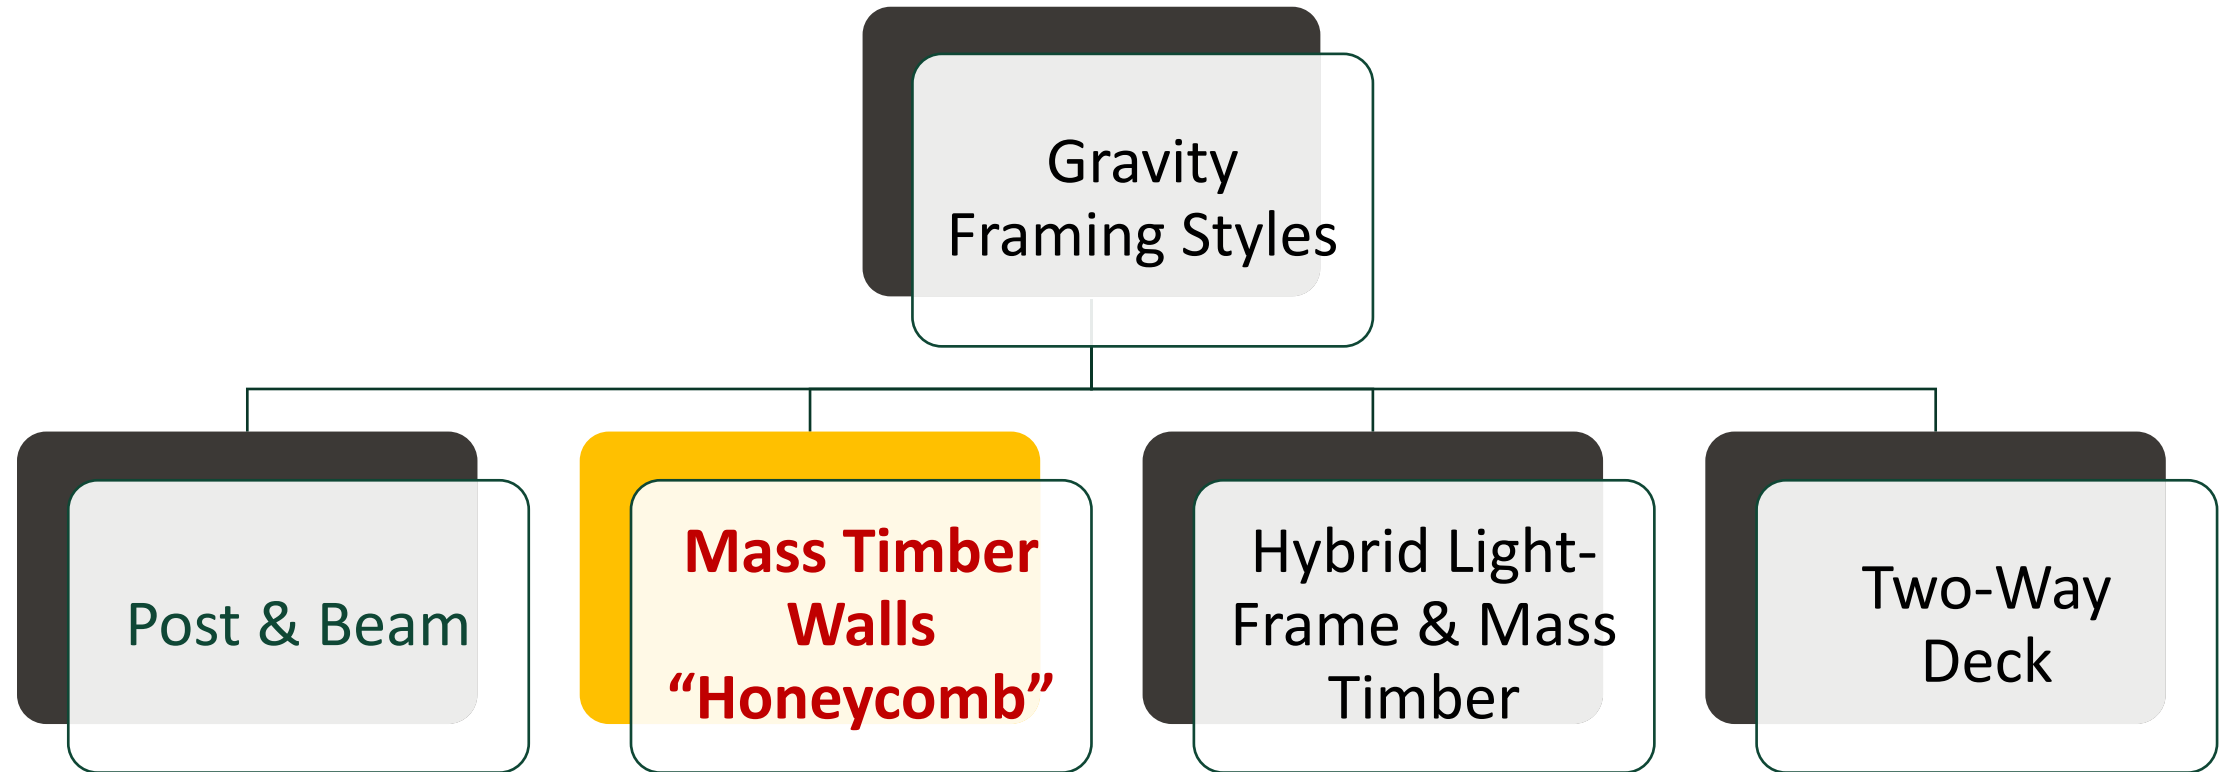 Gravity
Framing Styles
Post & Beam
Mass Timber
Walls
“Honeycomb”
Hybrid Light-
Frame & Mass
Timber
Two-Way
Deck